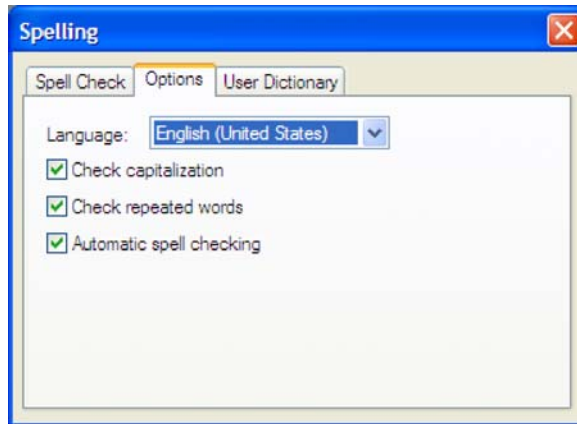 Spelling
Spell Check Options User Dictionary
Language: English (United States)
Check capitalization
Check repeated words
Automatic spell checking